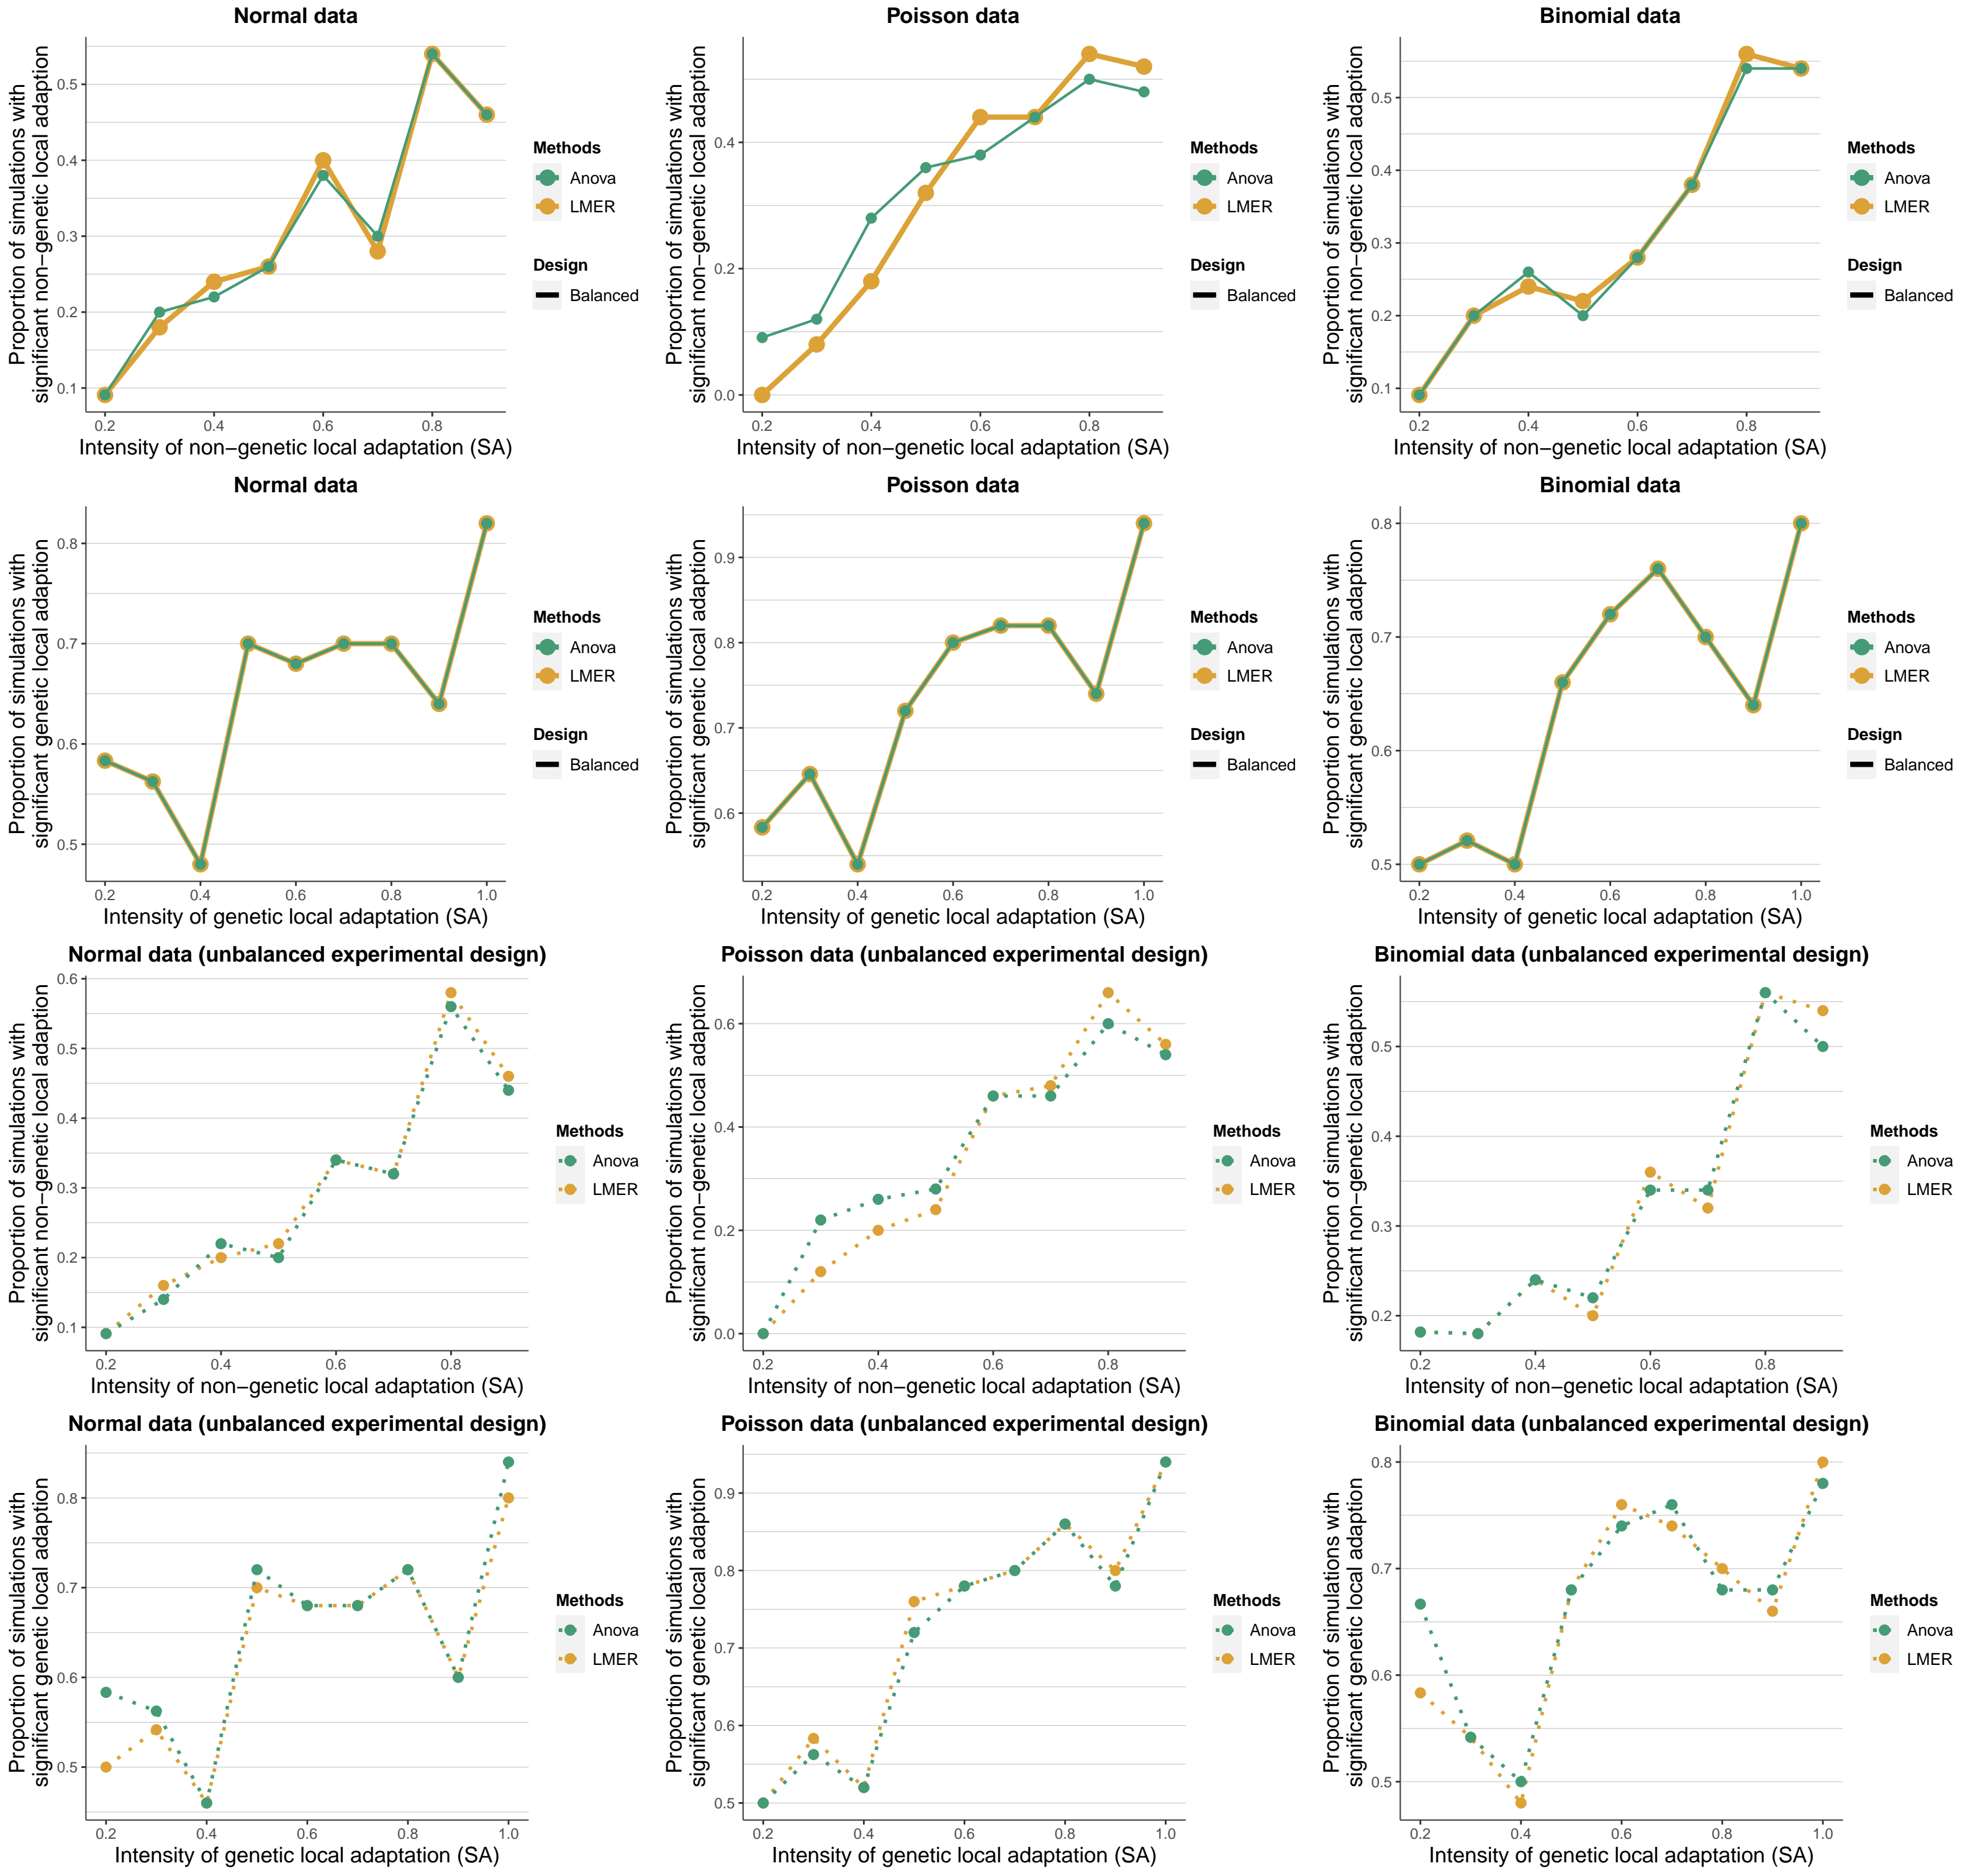 Normal data
Proportion of simulations with
significant non−genetic local adaption
0.5
0.4
0.3
0.2
0.1
0.2 0.4 0.6 0.8
Intensity of non−genetic local adaptation (SA)
Methods
Anova
LMER
Design
Balanced
Poisson data
Proportion of simulations with
significant non−genetic local adaption
0.4
0.2
0.0
0.2 0.4 0.6 0.8
Intensity of non−genetic local adaptation (SA)
Methods
Anova
LMER
Design
Balanced
Binomial data
Proportion of simulations with
significant non−genetic local adaption
0.5
0.4
0.3
0.2
0.1
0.2 0.4 0.6 0.8
Intensity of non−genetic local adaptation (SA)
Methods
Anova
LMER
Design
Balanced
Normal data
Proportion of simulations with
significant genetic local adaption
0.8
0.7
0.6
0.5
0.2 0.4 0.6 0.8 1.0
Intensity of genetic local adaptation (SA)
Methods
Anova
LMER
Design
Balanced
Poisson data
Proportion of simulations with
significant genetic local adaption
0.9
0.8
0.7
0.6
0.2 0.4 0.6 0.8 1.0
Intensity of genetic local adaptation (SA)
Methods
Anova
LMER
Design
Balanced
Binomial data
Proportion of simulations with
significant genetic local adaption
0.8
0.7
0.6
0.5
0.2 0.4 0.6 0.8 1.0
Intensity of genetic local adaptation (SA)
Methods
Anova
LMER
Design
Balanced
Normal data (unbalanced experimental design)
Proportion of simulations with
significant non−genetic local adaption
0.6
0.5
0.4
0.3
0.2
0.1
0.2 0.4 0.6 0.8
Intensity of non−genetic local adaptation (SA)
Methods
Anova
LMER
Poisson data (unbalanced experimental design)
Proportion of simulations with
significant non−genetic local adaption
0.6
0.4
0.2
0.0
0.2 0.4 0.6 0.8
Intensity of non−genetic local adaptation (SA)
Methods
Anova
LMER
Binomial data (unbalanced experimental design)
Proportion of simulations with
significant non−genetic local adaption
0.5
0.4
0.3
0.2
0.2 0.4 0.6 0.8
Intensity of non−genetic local adaptation (SA)
Methods
Anova
LMER
Normal data (unbalanced experimental design)
Proportion of simulations with
significant genetic local adaption
0.8
0.7
0.6
0.5
0.2 0.4 0.6 0.8 1.0
Intensity of genetic local adaptation (SA)
Methods
Anova
LMER
Poisson data (unbalanced experimental design)
Proportion of simulations with
significant genetic local adaption
0.9
0.8
0.7
0.6
0.5
0.2 0.4 0.6 0.8 1.0
Intensity of genetic local adaptation (SA)
Methods
Anova
LMER
Binomial data (unbalanced experimental design)
Proportion of simulations with
significant genetic local adaption
0.8
0.7
0.6
0.5
0.2 0.4 0.6 0.8 1.0
Intensity of genetic local adaptation (SA)
Methods
Anova
LMER